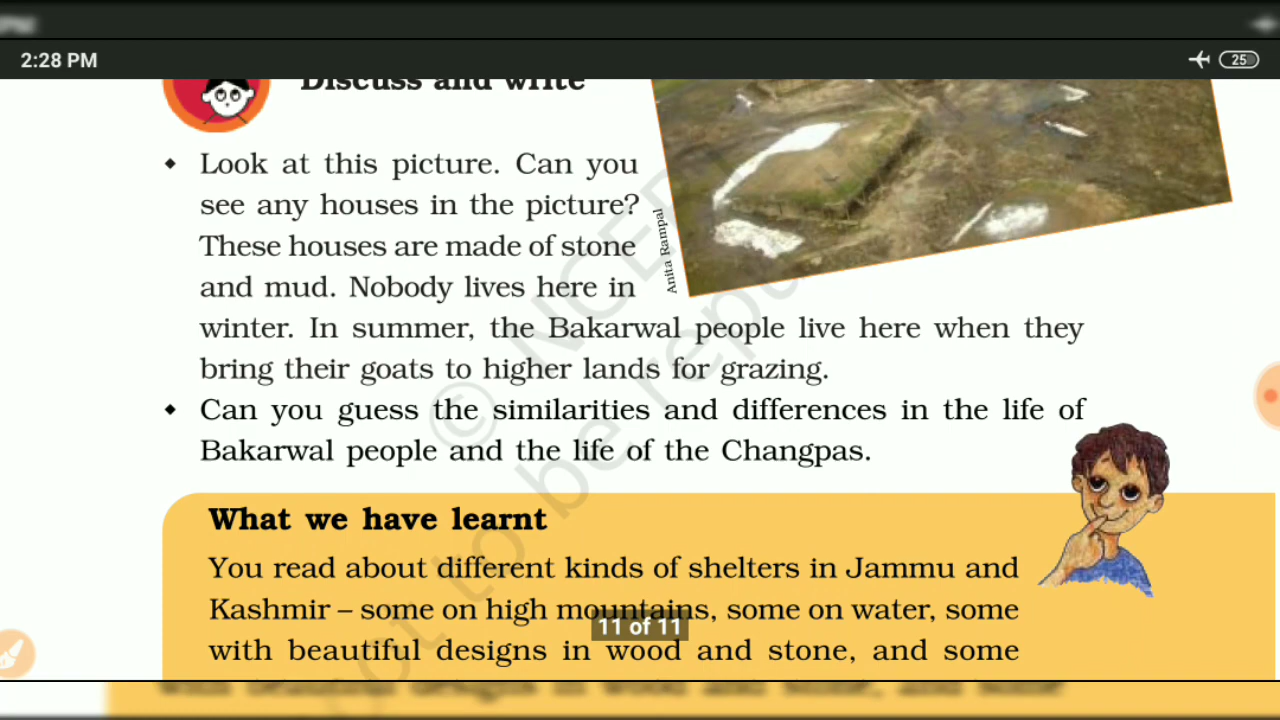 2:28 PM
25
Discuss and write
Look at this picture. Can you
see any houses in the picture?
These houses are made of stone
and mud. Nobody lives here in
winter. In summer, the Bakarwal people live here when they
bring their goats to higher lands for grazing.
Anita Rampal
Can you guess the similarities and differences in the life of
Bakarwal people and the life of the Changpas.
What we have learnt
You read about different kinds of shelters in Jammu and
Kashmir – some on high mountains, some on water, some
11 of 11
with beautiful designs in wood and stone, and some